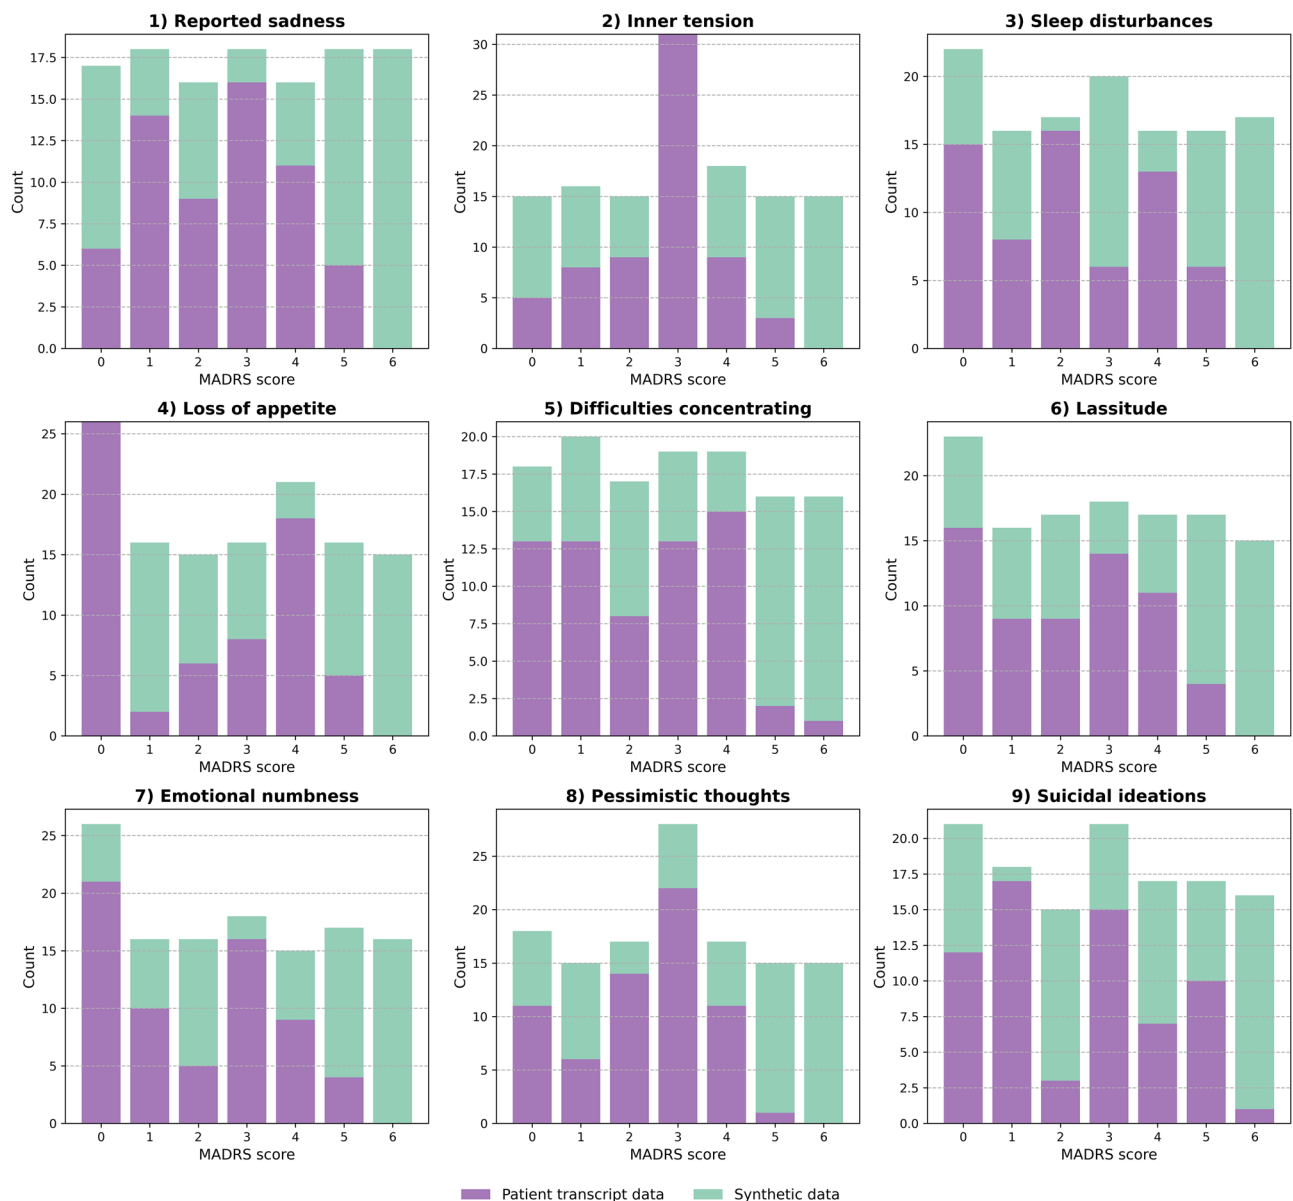 1) Reported sadness
17.5
15.0
12.5
10.0
7.5
5.0
2.5
0.0
Count
0 1 2 3 4 5 6
MADRS score
2) Inner tension
30
25
20
15
10
5
0
Count
0 1 2 3 4 5 6
MADRS score
3) Sleep disturbances
20
15
10
5
0
Count
0 1 2 3 4 5 6
MADRS score
4) Loss of appetite
25
20
15
10
5
0
Count
0 1 2 3 4 5 6
MADRS score
5) Difficulties concentrating
20.0
17.5
15.0
12.5
10.0
7.5
5.0
2.5
0.0
Count
0 1 2 3 4 5 6
MADRS score
6) Lassitude
20
15
10
5
0
Count
0 1 2 3 4 5 6
MADRS score
7) Emotional numbness
25
20
15
10
5
0
Count
0 1 2 3 4 5 6
MADRS score
8) Pessimistic thoughts
25
20
15
10
5
0
Count
0 1 2 3 4 5 6
MADRS score
9) Suicidal ideations
20.0
17.5
15.0
12.5
10.0
7.5
5.0
2.5
0.0
Count
0 1 2 3 4 5 6
MADRS score
Patient transcript data
Synthetic data